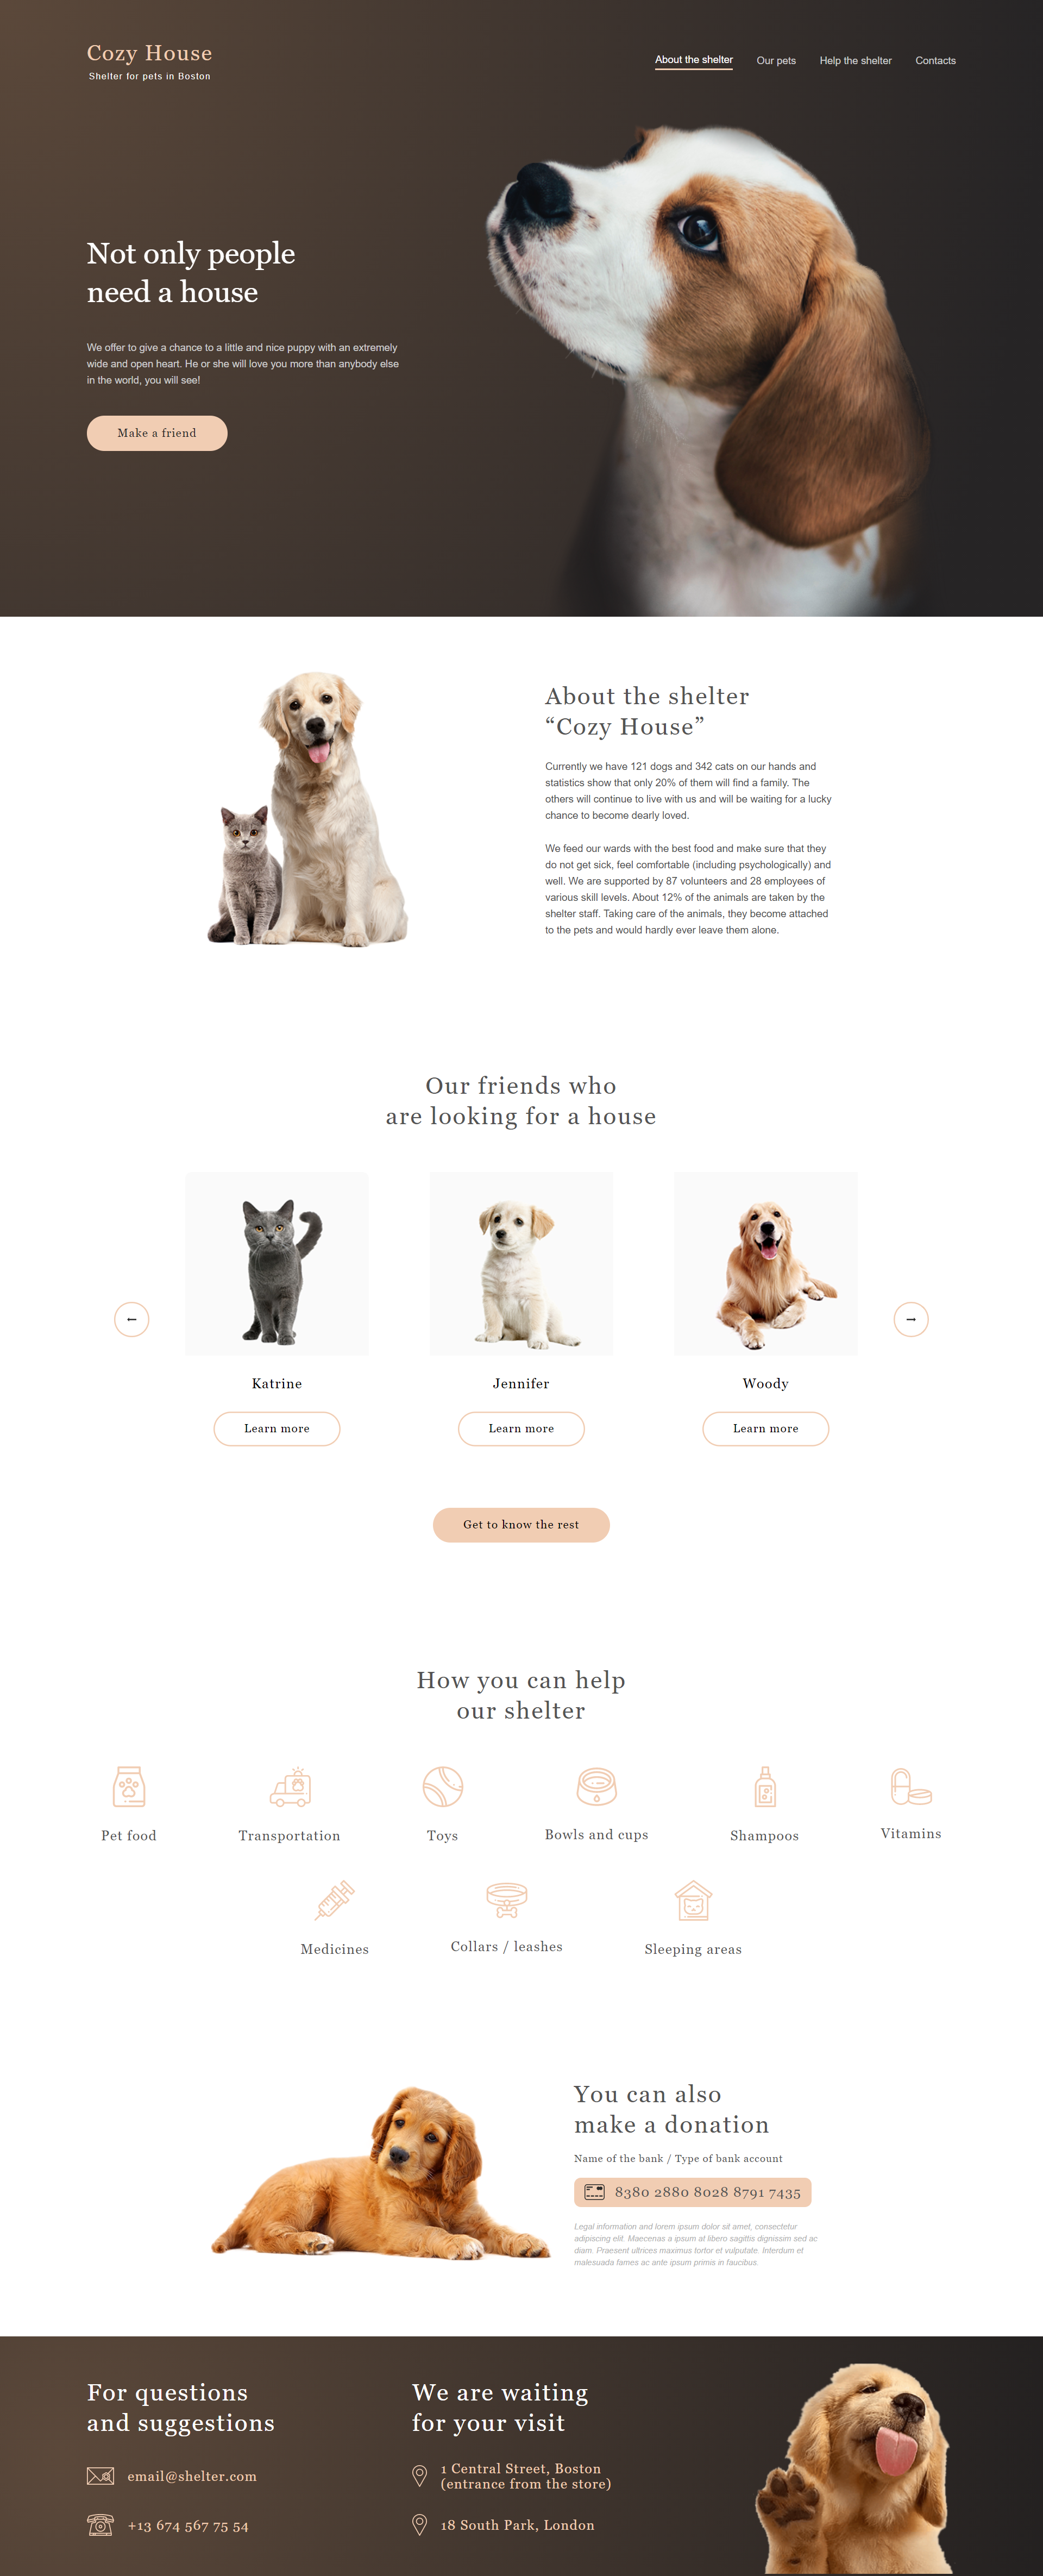 Cozy House
Shelter for pets in Boston
About the shelter
Our pets
Help the shelter
Contacts
Not only people
need a house
We offer to give a chance to a little and nice puppy with an extremely
wide and open heart. He or she will love you more than anybody else
in the world, you will see!
Make a friend
About the shelter
“Cozy House”
Currently we have 121 dogs and 342 cats on our hands and
statistics show that only 20% of them will find a family. The
others will continue to live with us and will be waiting for a lucky
chance to become dearly loved.
We feed our wards with the best food and make sure that they
do not get sick, feel comfortable (including psychologically) and
well. We are supported by 87 volunteers and 28 employees of
various skill levels. About 12% of the animals are taken by the
shelter staff. Taking care of the animals, they become attached
to the pets and would hardly ever leave them alone.
Our friends who
are looking for a house
Katrine
Learn more
Jennifer
Learn more
Woody
Learn more
Get to know the rest
How you can help
our shelter
Pet food
Transportation
Toys
Bowls and cups
Shampoos
Vitamins
Medicines
Collars / leashes
Sleeping areas
You can also
make a donation
Name of the bank / Type of bank account
8380 2880 8028 8791 7435
Legal information and lorem ipsum dolor sit amet, consectetur
adipiscing elit. Maecenas a ipsum at libero sagittis dignissim sed ac
diam. Praesent ultrices maximus tortor et vulputate. Interdum et
malesuada fames ac ante ipsum primis in faucibus.
For questions
and suggestions
email@shelter.com
+13 674 567 75 54
We are waiting
for your visit
1 Central Street, Boston
(entrance from the store)
18 South Park, London